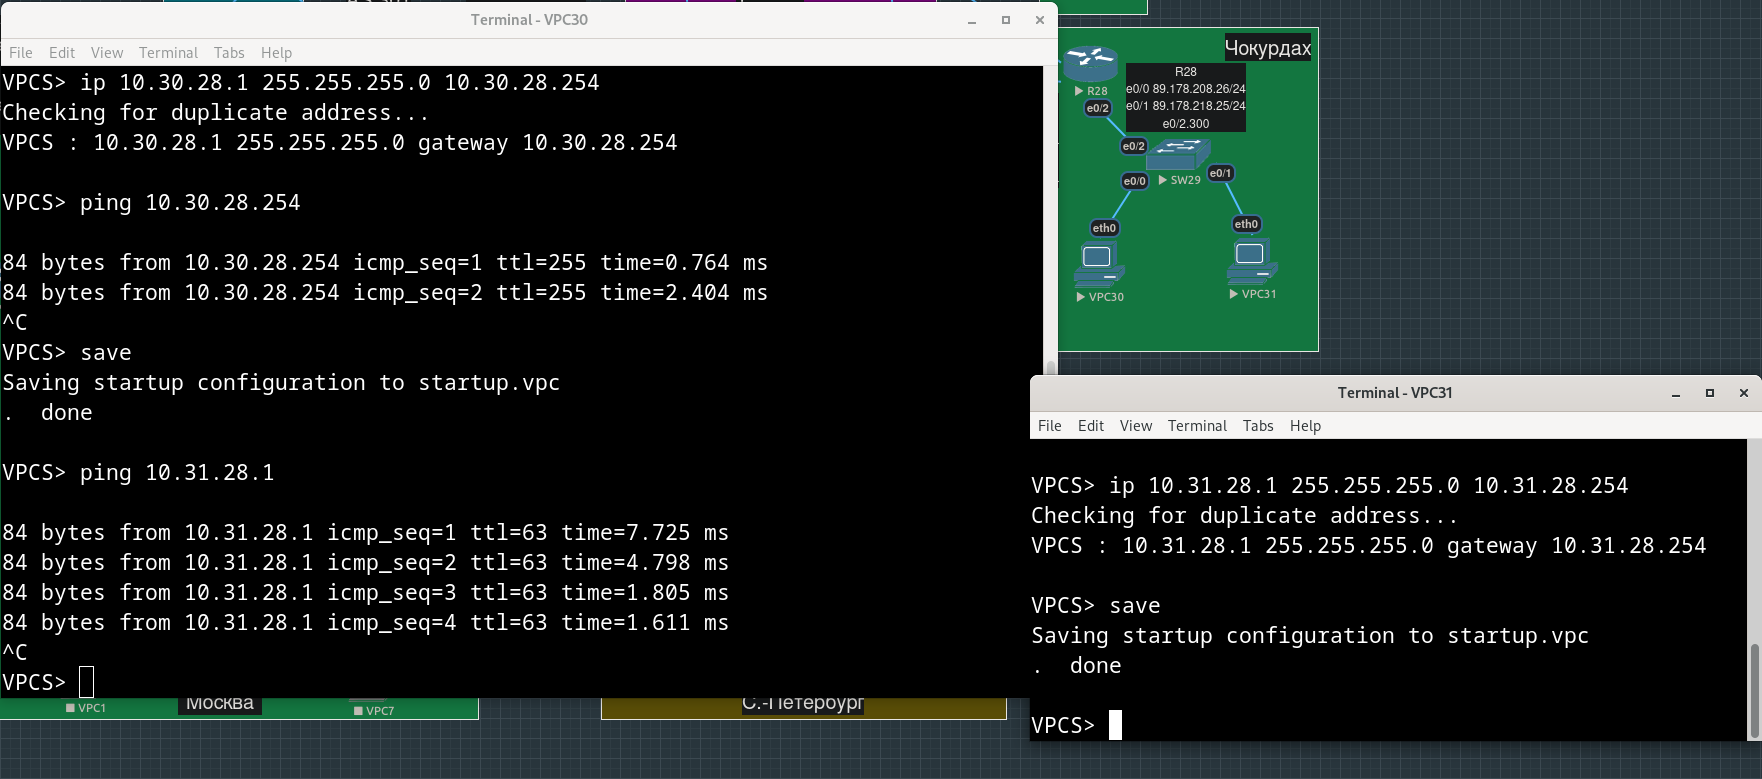 Terminal - VPC30
File Edit View Terminal Tabs Help
VPCS> ip 10.30.28.1 255.255.255.0 10.30.28.254
Checking for duplicate address...
VPCS : 10.30.28.1 255.255.255.0 gateway 10.30.28.254
VPCS> ping 10.30.28.254
84 bytes from 10.30.28.254 icmp_seq=1 ttl=255 time=0.764 ms
84 bytes from 10.30.28.254 icmp_seq=2 ttl=255 time=2.404 ms
^C
VPCS> save
Saving startup configuration to startup.vpc
.  done
VPCS> ping 10.31.28.1
84 bytes from 10.31.28.1 icmp_seq=1 ttl=63 time=7.725 ms
84 bytes from 10.31.28.1 icmp_seq=2 ttl=63 time=4.798 ms
84 bytes from 10.31.28.1 icmp_seq=3 ttl=63 time=1.805 ms
84 bytes from 10.31.28.1 icmp_seq=4 ttl=63 time=1.611 ms
^C
VPCS>
Чокурдах
R28
R28
e0/0 89.178.208.26/24
e0/1 89.178.218.25/24
e0/2.300
e0/2
e0/2
SW29
e0/0
e0/1
eth0
eth0
VPC30
VPC31
Terminal - VPC31
File Edit View Terminal Tabs Help
VPCS> ip 10.31.28.1 255.255.255.0 10.31.28.254
Checking for duplicate address...
VPCS : 10.31.28.1 255.255.255.0 gateway 10.31.28.254
VPCS> save
Saving startup configuration to startup.vpc
.  done
VPCS>
VPC1
Москва
VPC7
С.-Петербург